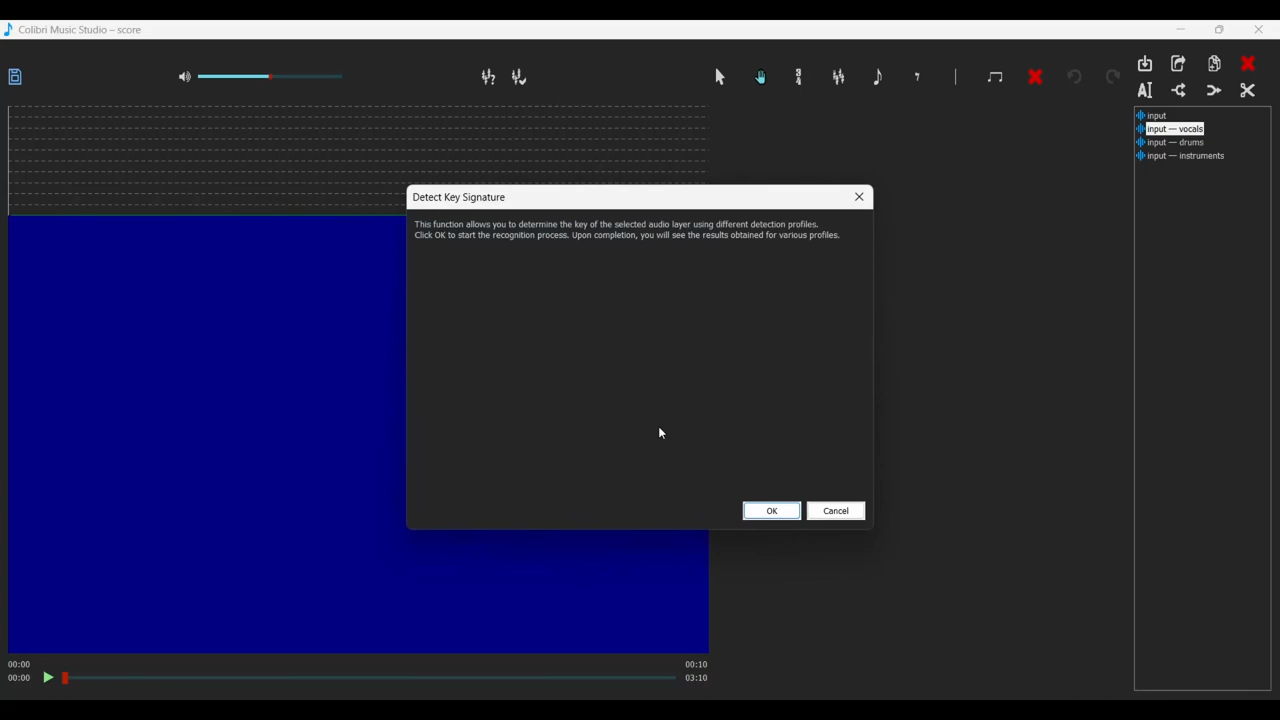 Colibri Music Studio – score
input
input — vocals
input — drums
input — instruments
Detect Key Signature
This function allows you to determine the key of the selected audio layer using different detection profiles.
Click OK to start the recognition process. Upon completion, you will see the results obtained for various profiles.
OK
Cancel
00:00
00:10
00:00
03:10